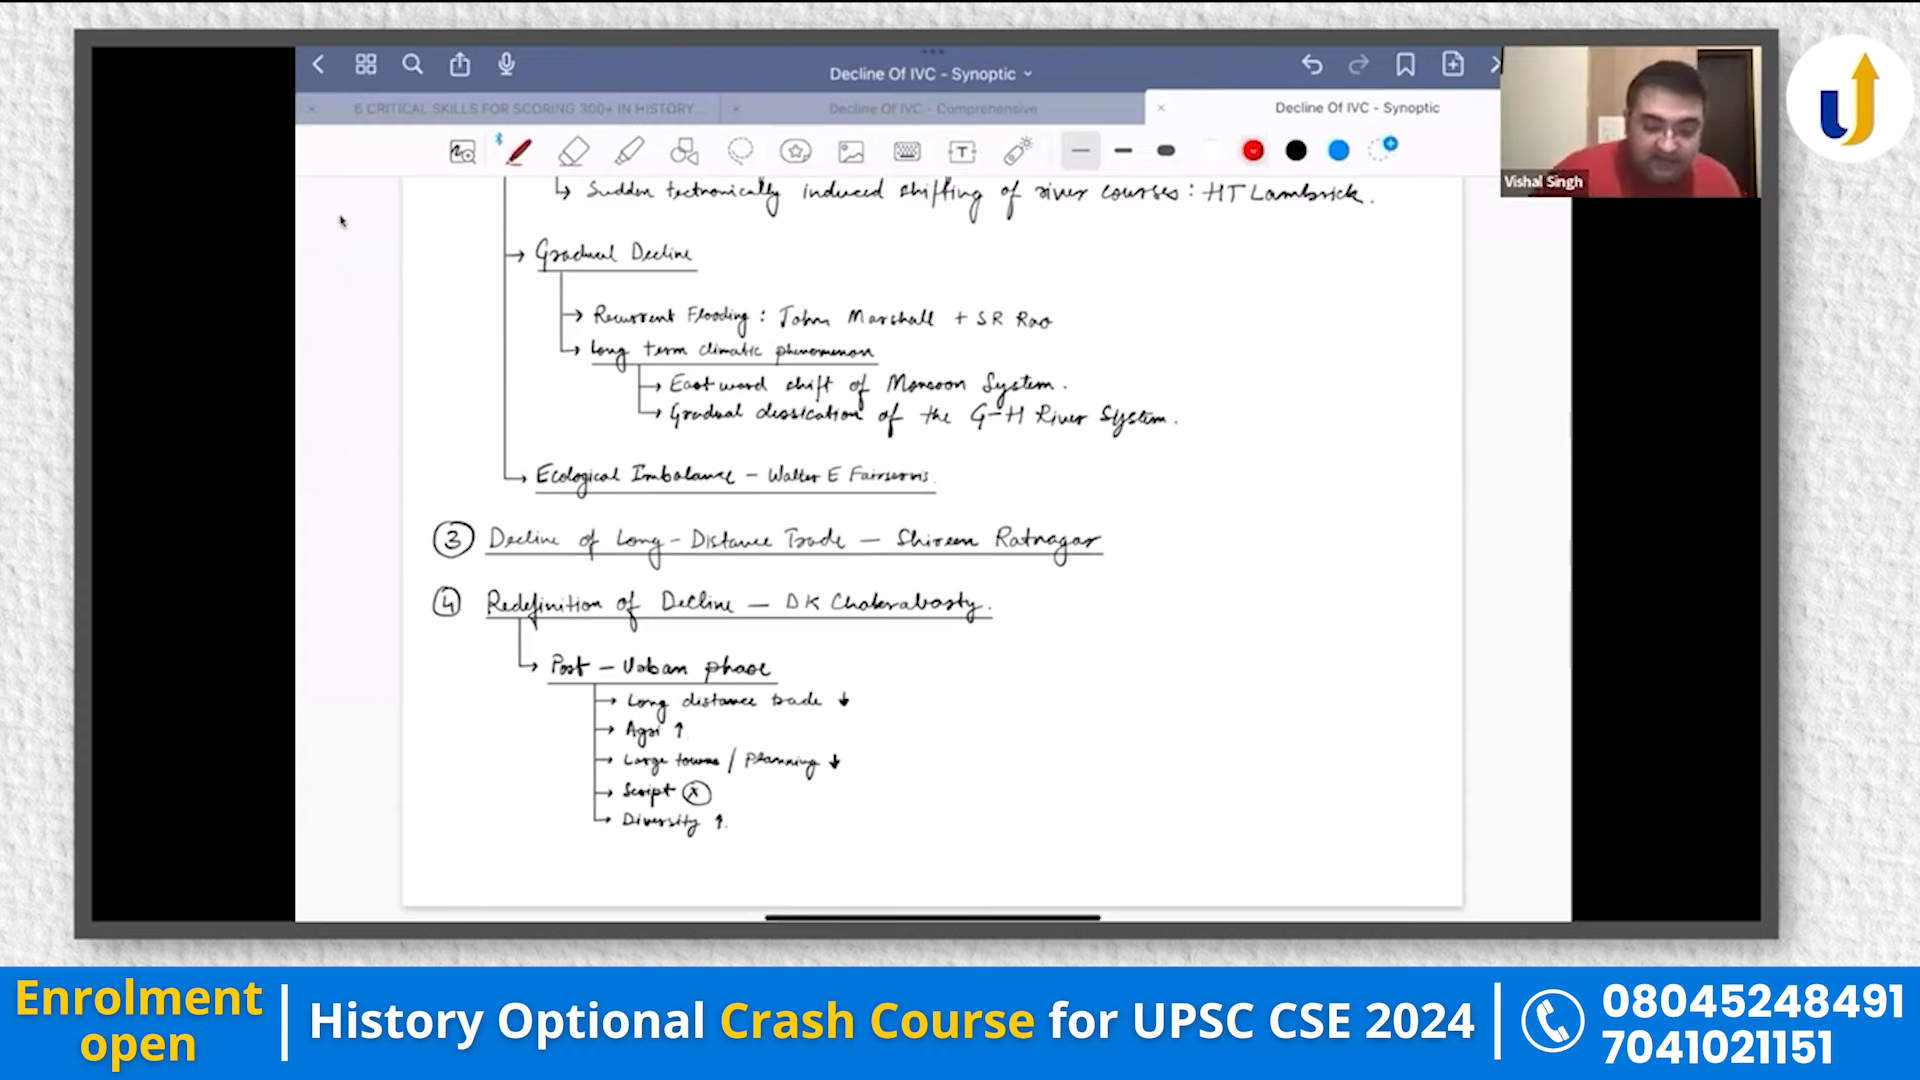 Decline Of IVC - Synoptic
6 CRITICAL SKILLS FOR SCORING 300+ IN HISTORY...
Decline Of IVC - Comprehensive
Decline Of IVC - Synoptic
Vishal Singh
↳ Sudden tectronically induced shifting of river courses : HT Lambrick.
→ Gradual Decline
→ Recurrent Flooding : John Marshall + SR Rao
→ Long term climatic phenomenon
→ Eastward shift of Monsoon System.
→ Gradual dessication of the G-H River System.
→ Ecological Imbalance - Walter E Fairservis.
③ Decline of Long-Distance Trade - Shireen Ratnagar
④ Redefinition of Decline - DK Chakrabarty.
→ Post - Urban phase
→ Long distance trade ↓
→ Agri ↑
→ Large towns / Planning ↓
→ Script ⓧ
→ Diversity ↑.
Enrolment
open
History Optional Crash Course for UPSC CSE 2024
08045248491
7041021151